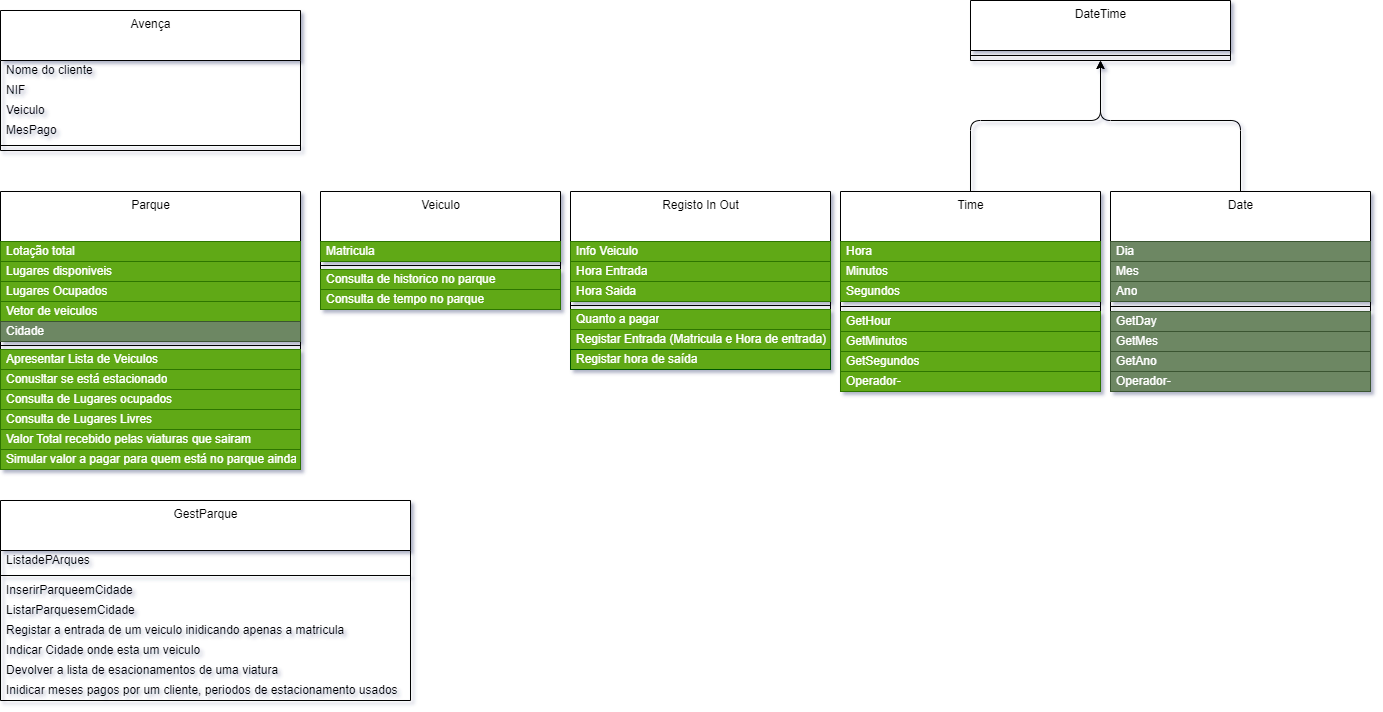 Avença
Nome do cliente
NIF
Veiculo
MesPago
DateTime
Parque
Lotação total
Lugares disponiveis
Lugares Ocupados
Vetor de veiculos
Cidade
Apresentar Lista de Veiculos
Conusltar se está estacionado
Consulta de Lugares ocupados
Consulta de Lugares Livres
Valor Total recebido pelas viaturas que sairam
Simular valor a pagar para quem está no parque ainda
Veiculo
Matricula
Consulta de historico no parque
Consulta de tempo no parque
Registo In Out
Info Veiculo
Hora Entrada
Hora Saida
Quanto a pagar
Registar Entrada (Matricula e Hora de entrada)
Registar hora de saída
Time
Hora
Minutos
Segundos
GetHour
GetMinutos
GetSegundos
Operador-
Date
Dia
Mes
Ano
GetDay
GetMes
GetAno
Operador-
GestParque
ListadePArques
InserirParqueemCidade
ListarParquesemCidade
Registar a entrada de um veiculo inidicando apenas a matricula
Indicar Cidade onde esta um veiculo
Devolver a lista de esacionamentos de uma viatura
Inidicar meses pagos por um cliente, periodos de estacionamento usados